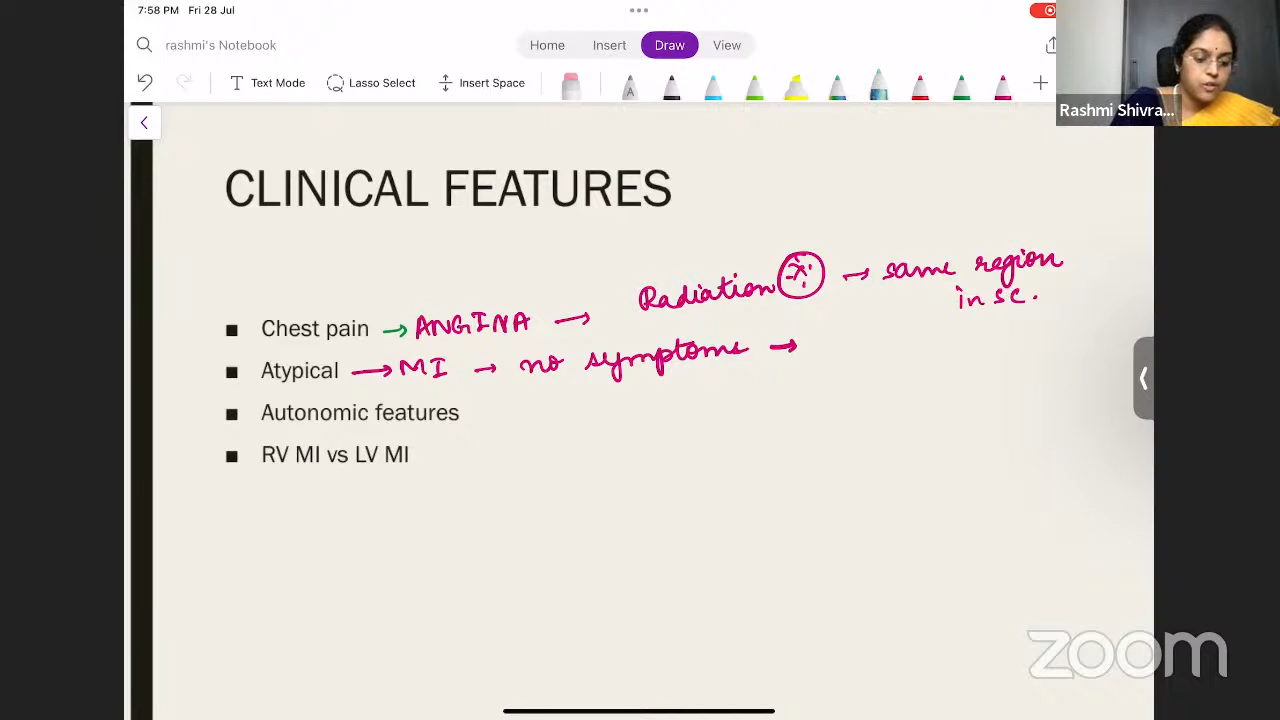 7:58 PM Fri 28 Jul
rashmi's Notebook
Home Insert Draw View
Text Mode Lasso Select Insert Space
A
Rashmi Shivra...
CLINICAL FEATURES
Radiation → same region
in sc.
■ Chest pain → ANGINA →
■ Atypical → MI → no symptoms →
■ Autonomic features
■ RV MI vs LV MI
zoom